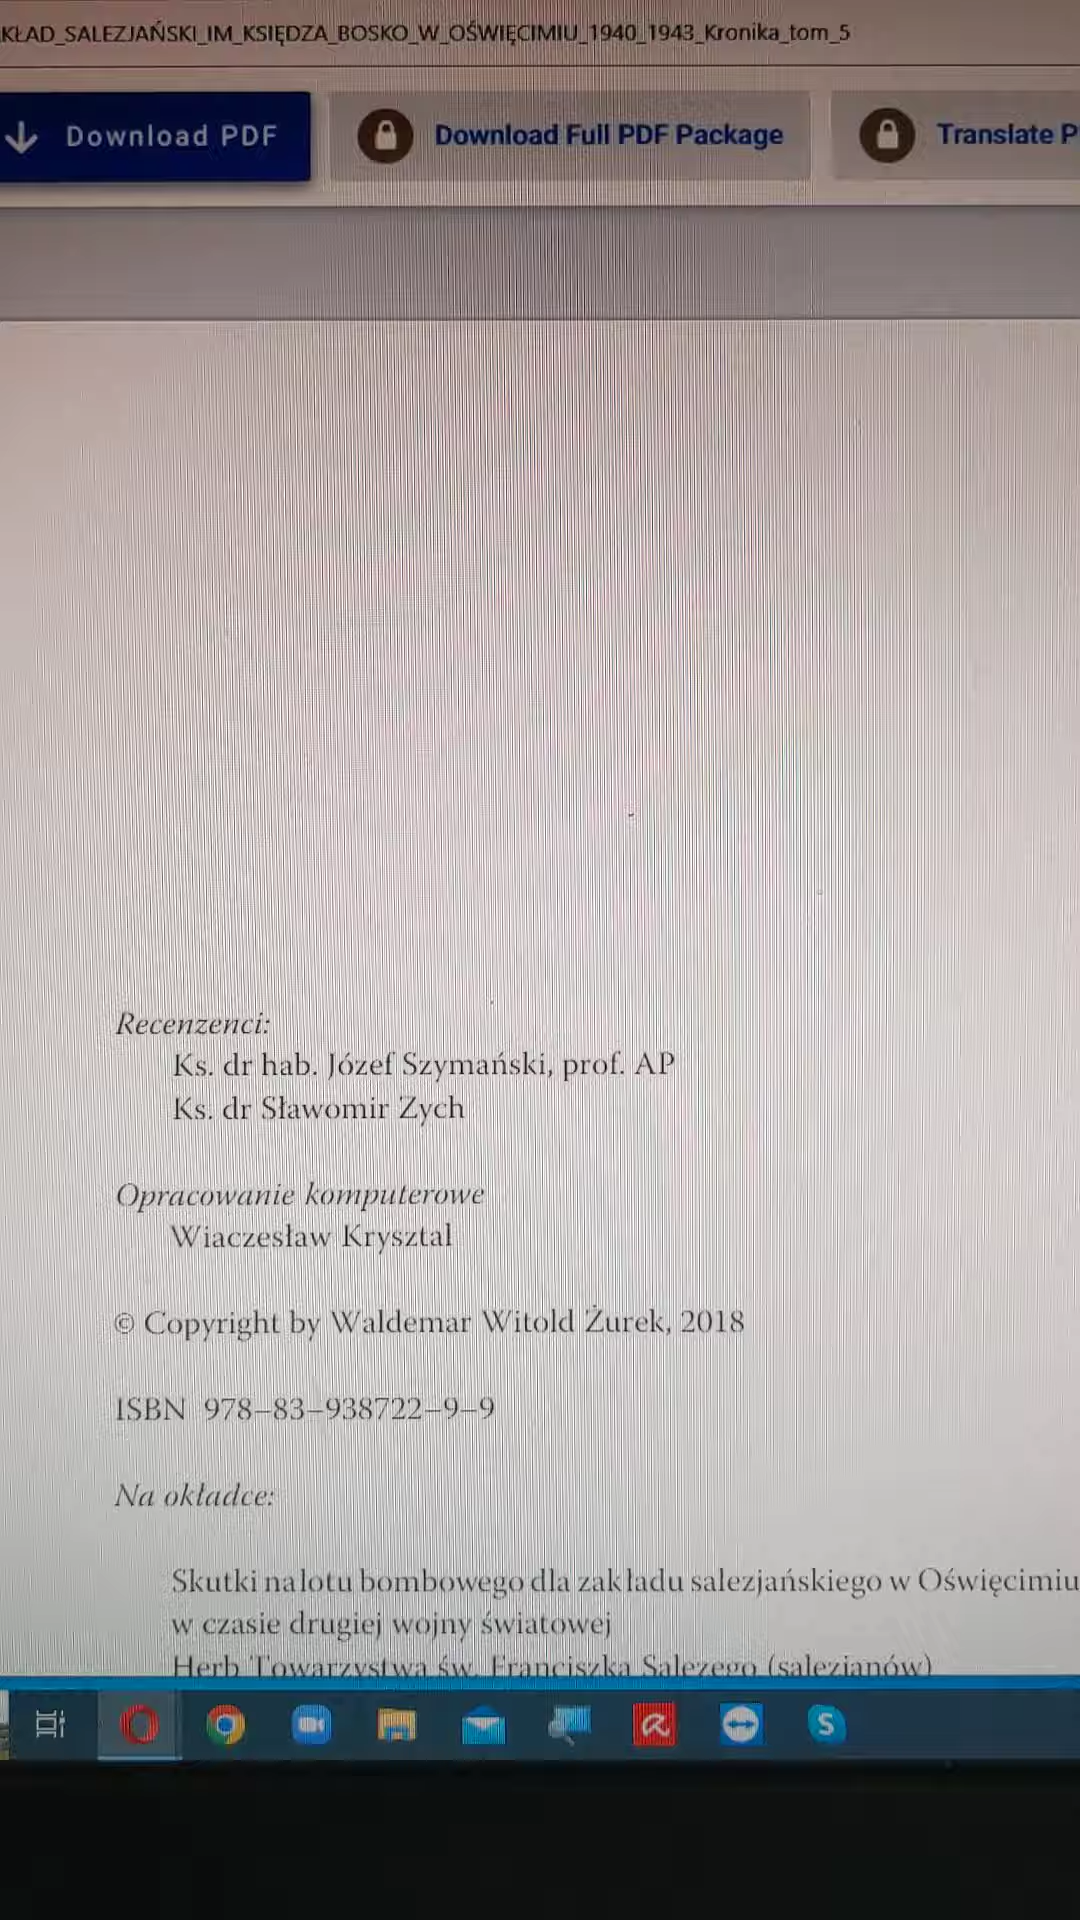 KŁAD_SALEZJAŃSKI_IM_KSIĘDZA_BOSKO_W_OŚWIĘCIMIU_1940_1943_Kronika_tom_5
Download PDF
Download Full PDF Package
Translate P
Recenzenci:
Ks. dr hab. Józef Szymański, prof. AP
Ks. dr Sławomir Zych
Opracowanie komputerowe
Wiaczesław Krysztal
© Copyright by Waldemar Witold Żurek, 2018
ISBN 978–83–938722–9–9
Na okładce:
Skutki nalotu bombowego dla zakładu salezjańskiego w Oświęcimiu
w czasie drugiej wojny światowej
Herb Towarzystwa św. Franciszka Salezego (salezjanów)